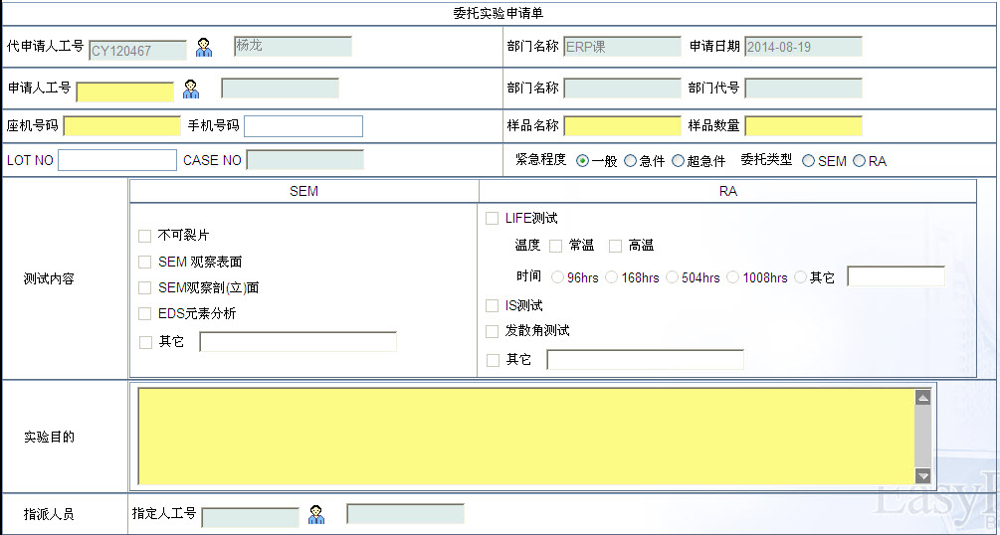 委托实验申请单
代申请人工号 CY120467 杨龙 部门名称 ERP课 申请日期 2014-08-19
申请人工号 部门名称 部门代号
座机号码 手机号码 样品名称 样品数量
LOT NO CASE NO 紧急程度 一般 急件 超急件 委托类型 SEM RA
测试内容
SEM
不可裂片
SEM 观察表面
SEM观察剖(立)面
EDS元素分析
其它
RA
LIFE测试
温度 常温 高温
时间 96hrs 168hrs 504hrs 1008hrs 其它
IS测试
发散角测试
其它
实验目的
指派人员 指定人工号